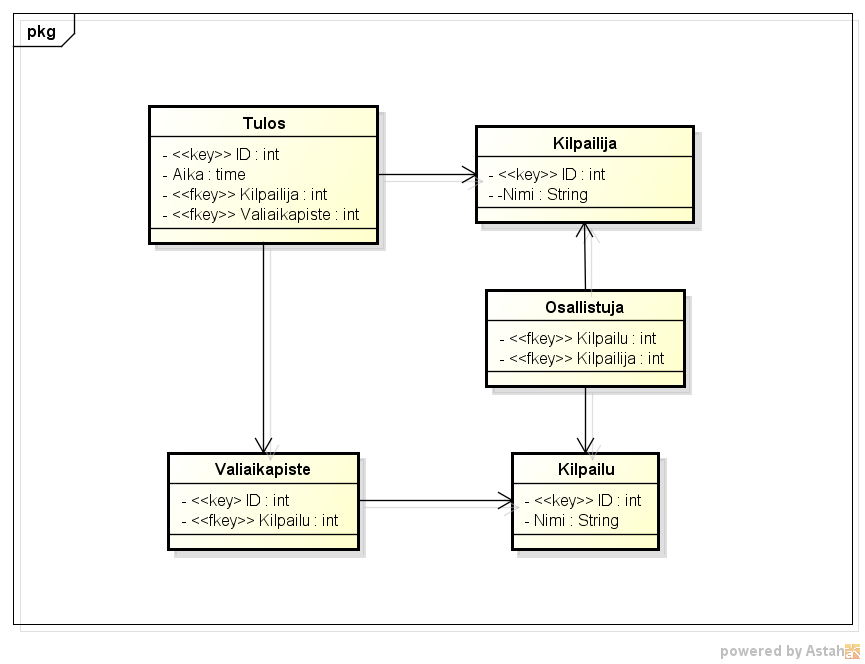 pkg
Tulos
- <<key>> ID : int
- Aika : time
- <<fkey>> Kilpailija : int
- <<fkey>> Valiaikapiste : int
Kilpailija
- <<key>> ID : int
- -Nimi : String
Osallistuja
- <<fkey>> Kilpailu : int
- <<fkey>> Kilpailija : int
Valiaikapiste
- <<key> ID : int
- <<fkey>> Kilpailu : int
Kilpailu
- <<key>> ID : int
- Nimi : String
powered by Astah